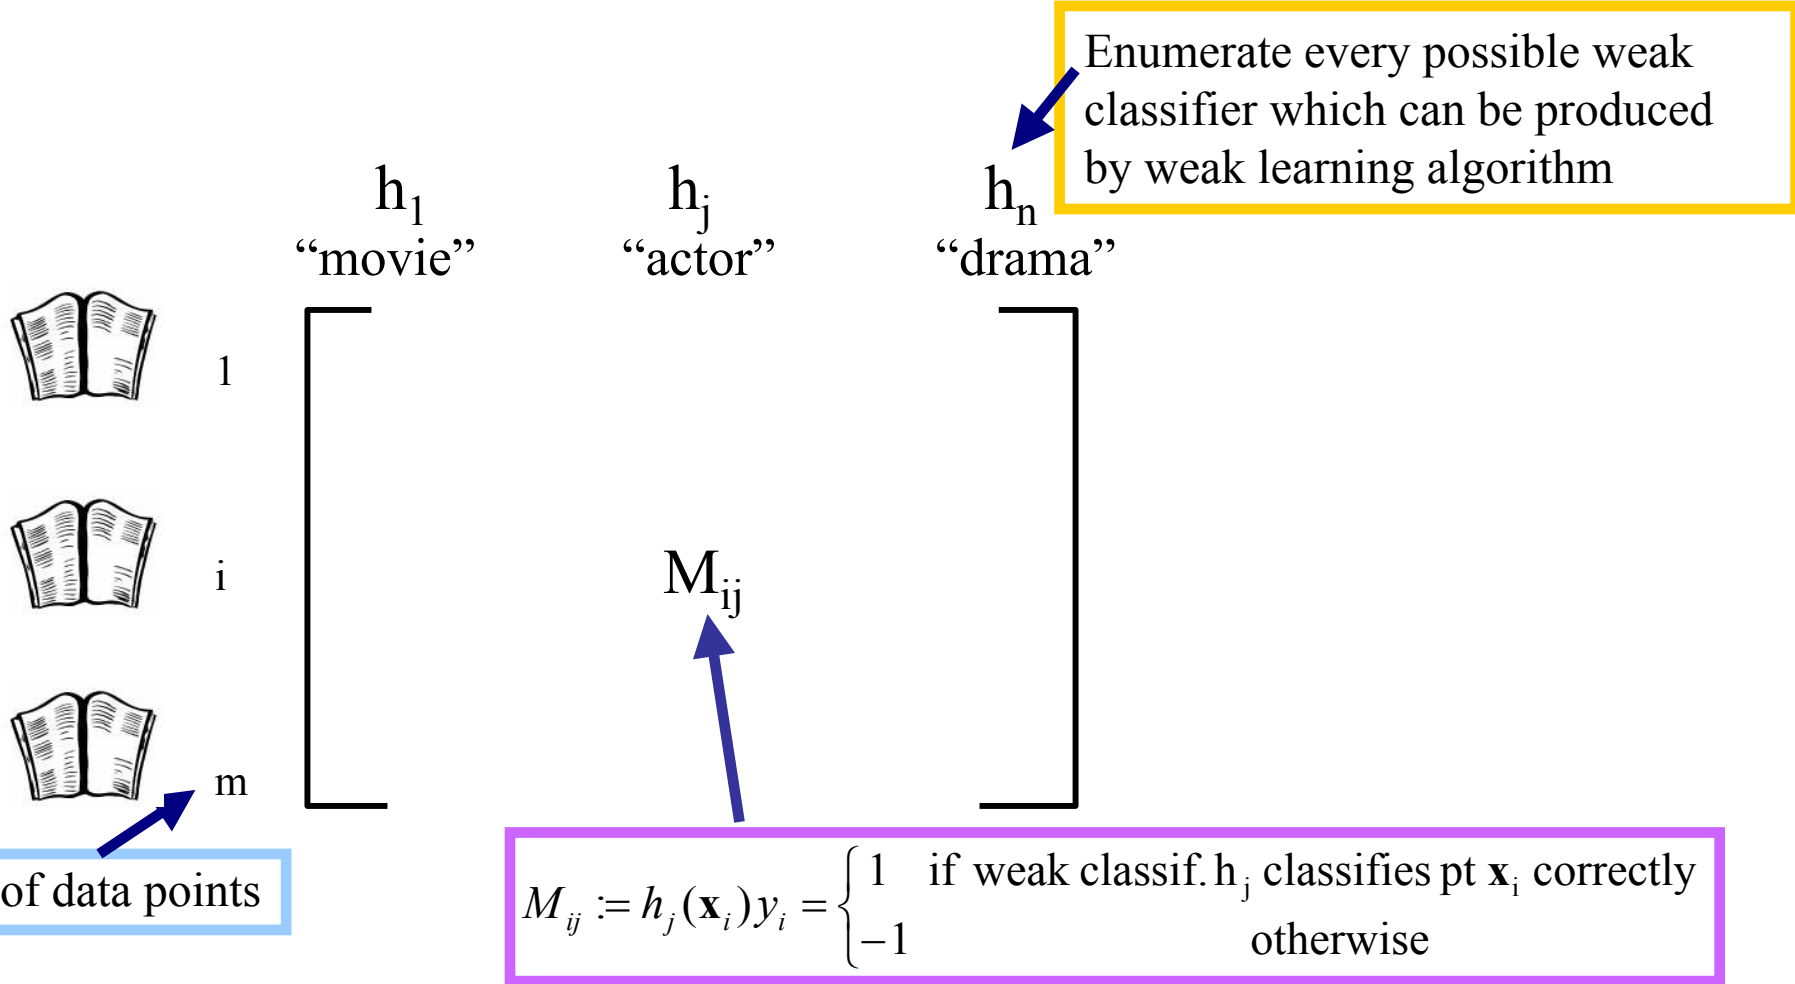 Enumerate every possible weak
classifier which can be produced
by weak learning algorithm
h₁ hⱼ hₙ
“movie” “actor” “drama”
1
i
Mᵢⱼ
m
of data points
Mᵢⱼ := hⱼ(xᵢ)yᵢ = { 1 if weak classif. hⱼ classifies pt xᵢ correctly
−1 otherwise